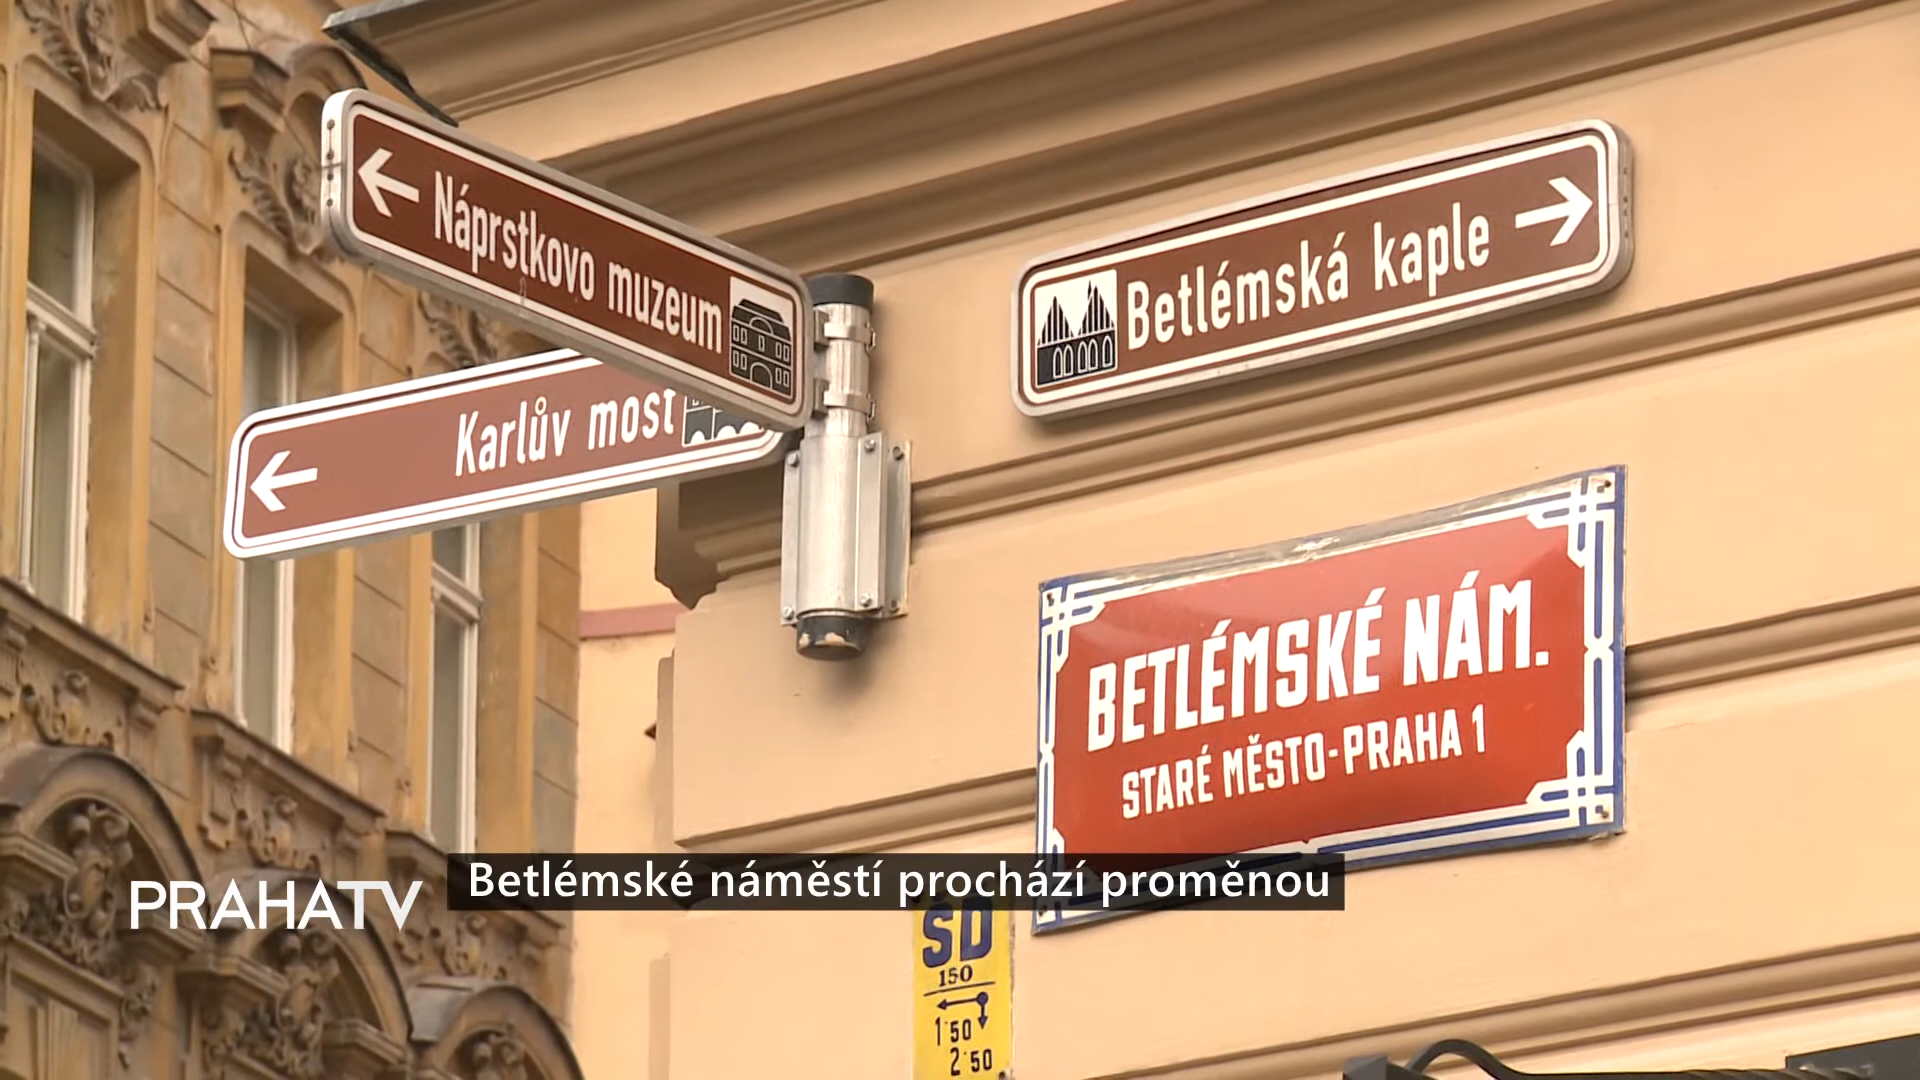 Náprstkovo muzeum
Betlémská kaple
Karlův most
BETLÉMSKÉ NÁM.
STARÉ MĚSTO-PRAHA 1
PRAHATV
Betlémské náměstí prochází proměnou
ŠD
150
1'50
2'50